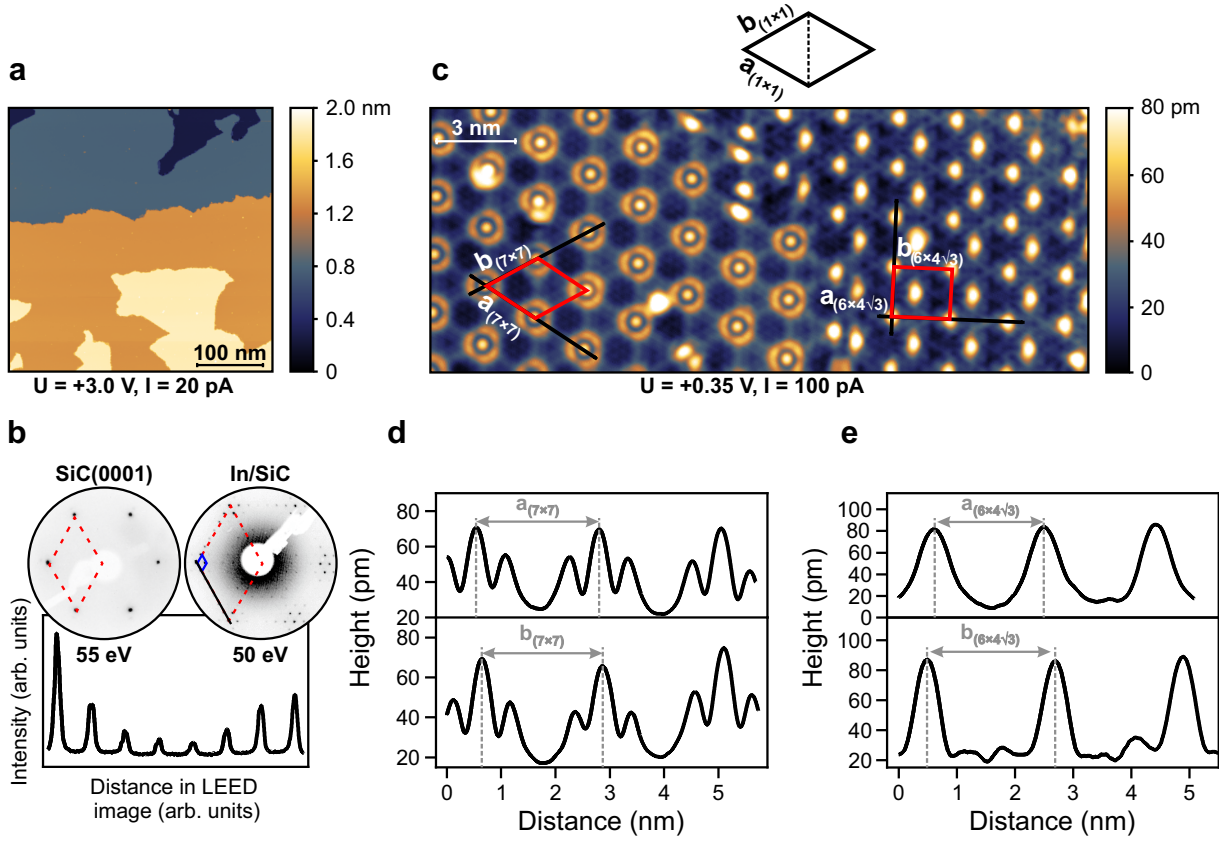 b(1×1)
a(1×1)
a
2.0 nm
1.6
1.2
0.8
0.4
0
100 nm
U = +3.0 V, I = 20 pA
c
3 nm
b(7×7)
a(7×7)
b(6×4√3)
a(6×4√3)
80 pm
60
40
20
0
U = +0.35 V, I = 100 pA
b
SiC(0001)
In/SiC
55 eV
50 eV
Intensity (arb. units)
Distance in LEED
image (arb. units)
d
a(7×7)
80
60
40
20
b(7×7)
80
60
40
20
Height (pm)
0 1 2 3 4 5
Distance (nm)
e
a(6×4√3)
100
80
60
40
20
0
b(6×4√3)
100
80
60
40
20
Height (pm)
0 1 2 3 4 5
Distance (nm)